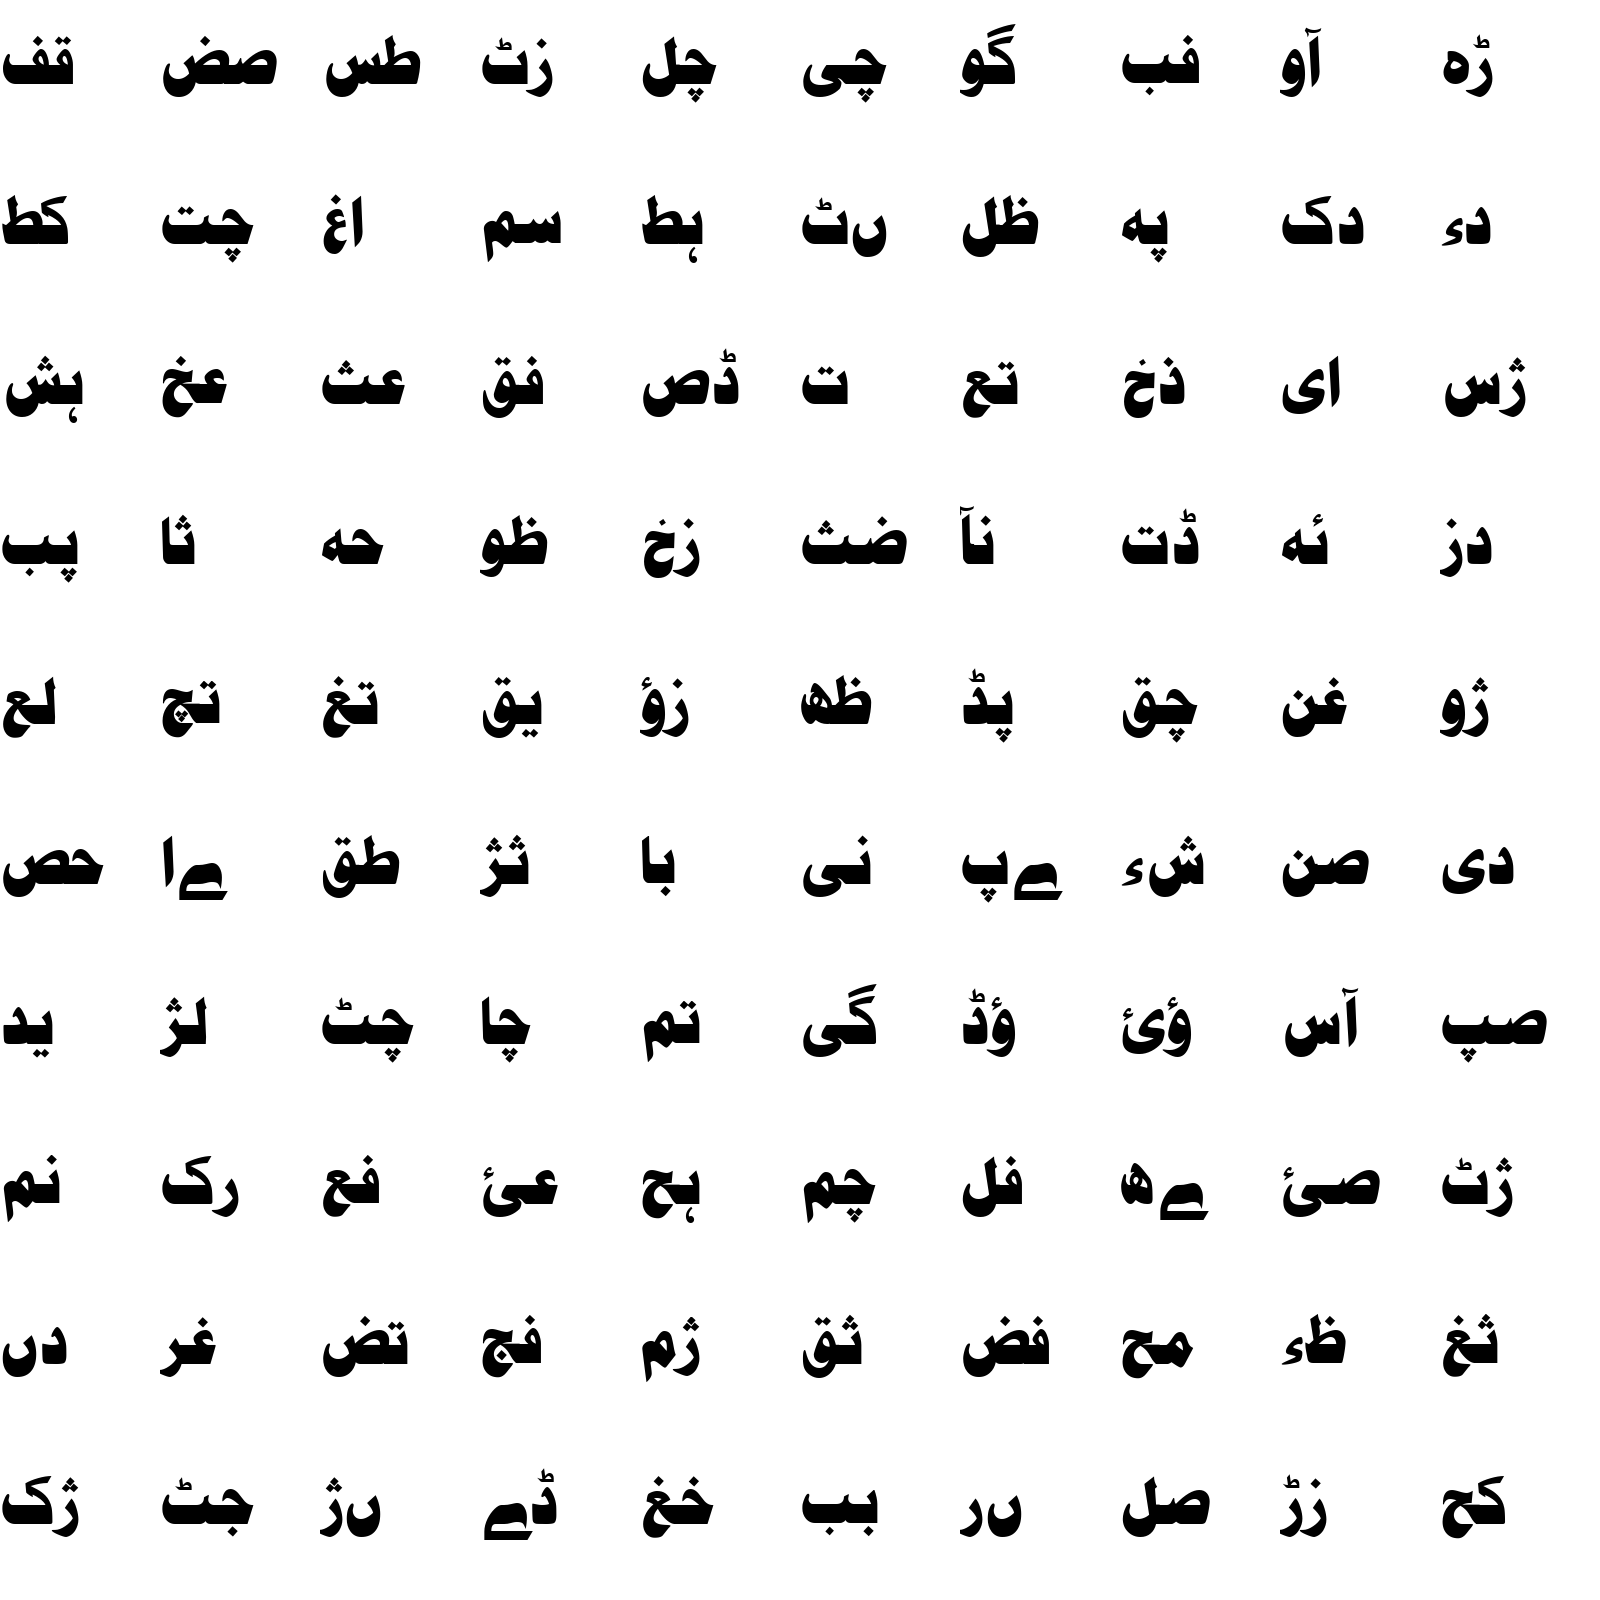 ڑہ آو فب گو چی چل زٹ طس صض قف
دء دک پہ ظل ںٹ ہط سم اغ چت کط
ژس ای ذخ تع ت ڈص فق عث عخ ہش
دز ئہ ڈت نآ ضث زخ ظو حہ ثا پب
ژو غن چق پڈ ظھ زؤ یق تغ تچ لع
دی صن شء ےپ نی با ثژ طق ےا حص
صپ آس ؤئ ؤڈ گی تم چا چٹ لژ ید
ژٹ صئ ےھ فل چم ہح عئ فع رک نم
ثغ ظء مح فض ثق ژم فج تض غر دں
کح زڑ صل ںر بب خغ ڈے ںژ جٹ ژک